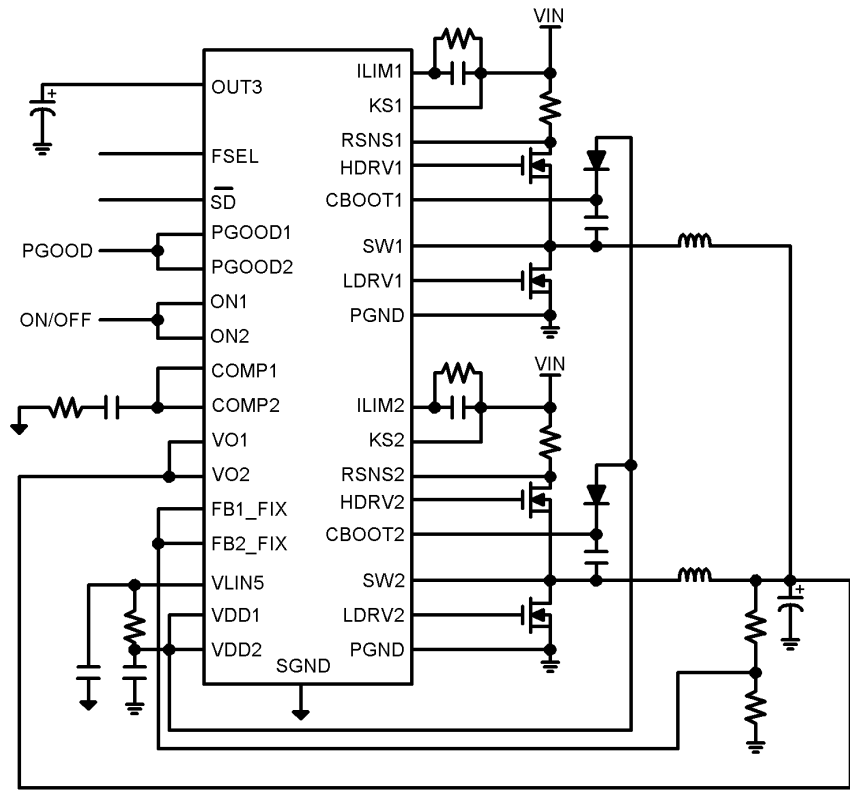 VIN
ILIM1
OUT3
KS1
RSNS1
FSEL
HDRV1
SD
CBOOT1
PGOOD1
PGOOD
SW1
PGOOD2
LDRV1
ON1
ON/OFF
PGND
ON2
VIN
COMP1
COMP2
ILIM2
VO1
KS2
VO2
RSNS2
FB1_FIX
HDRV2
FB2_FIX
CBOOT2
VLIN5
SW2
VDD1
LDRV2
VDD2
PGND
SGND
+
+